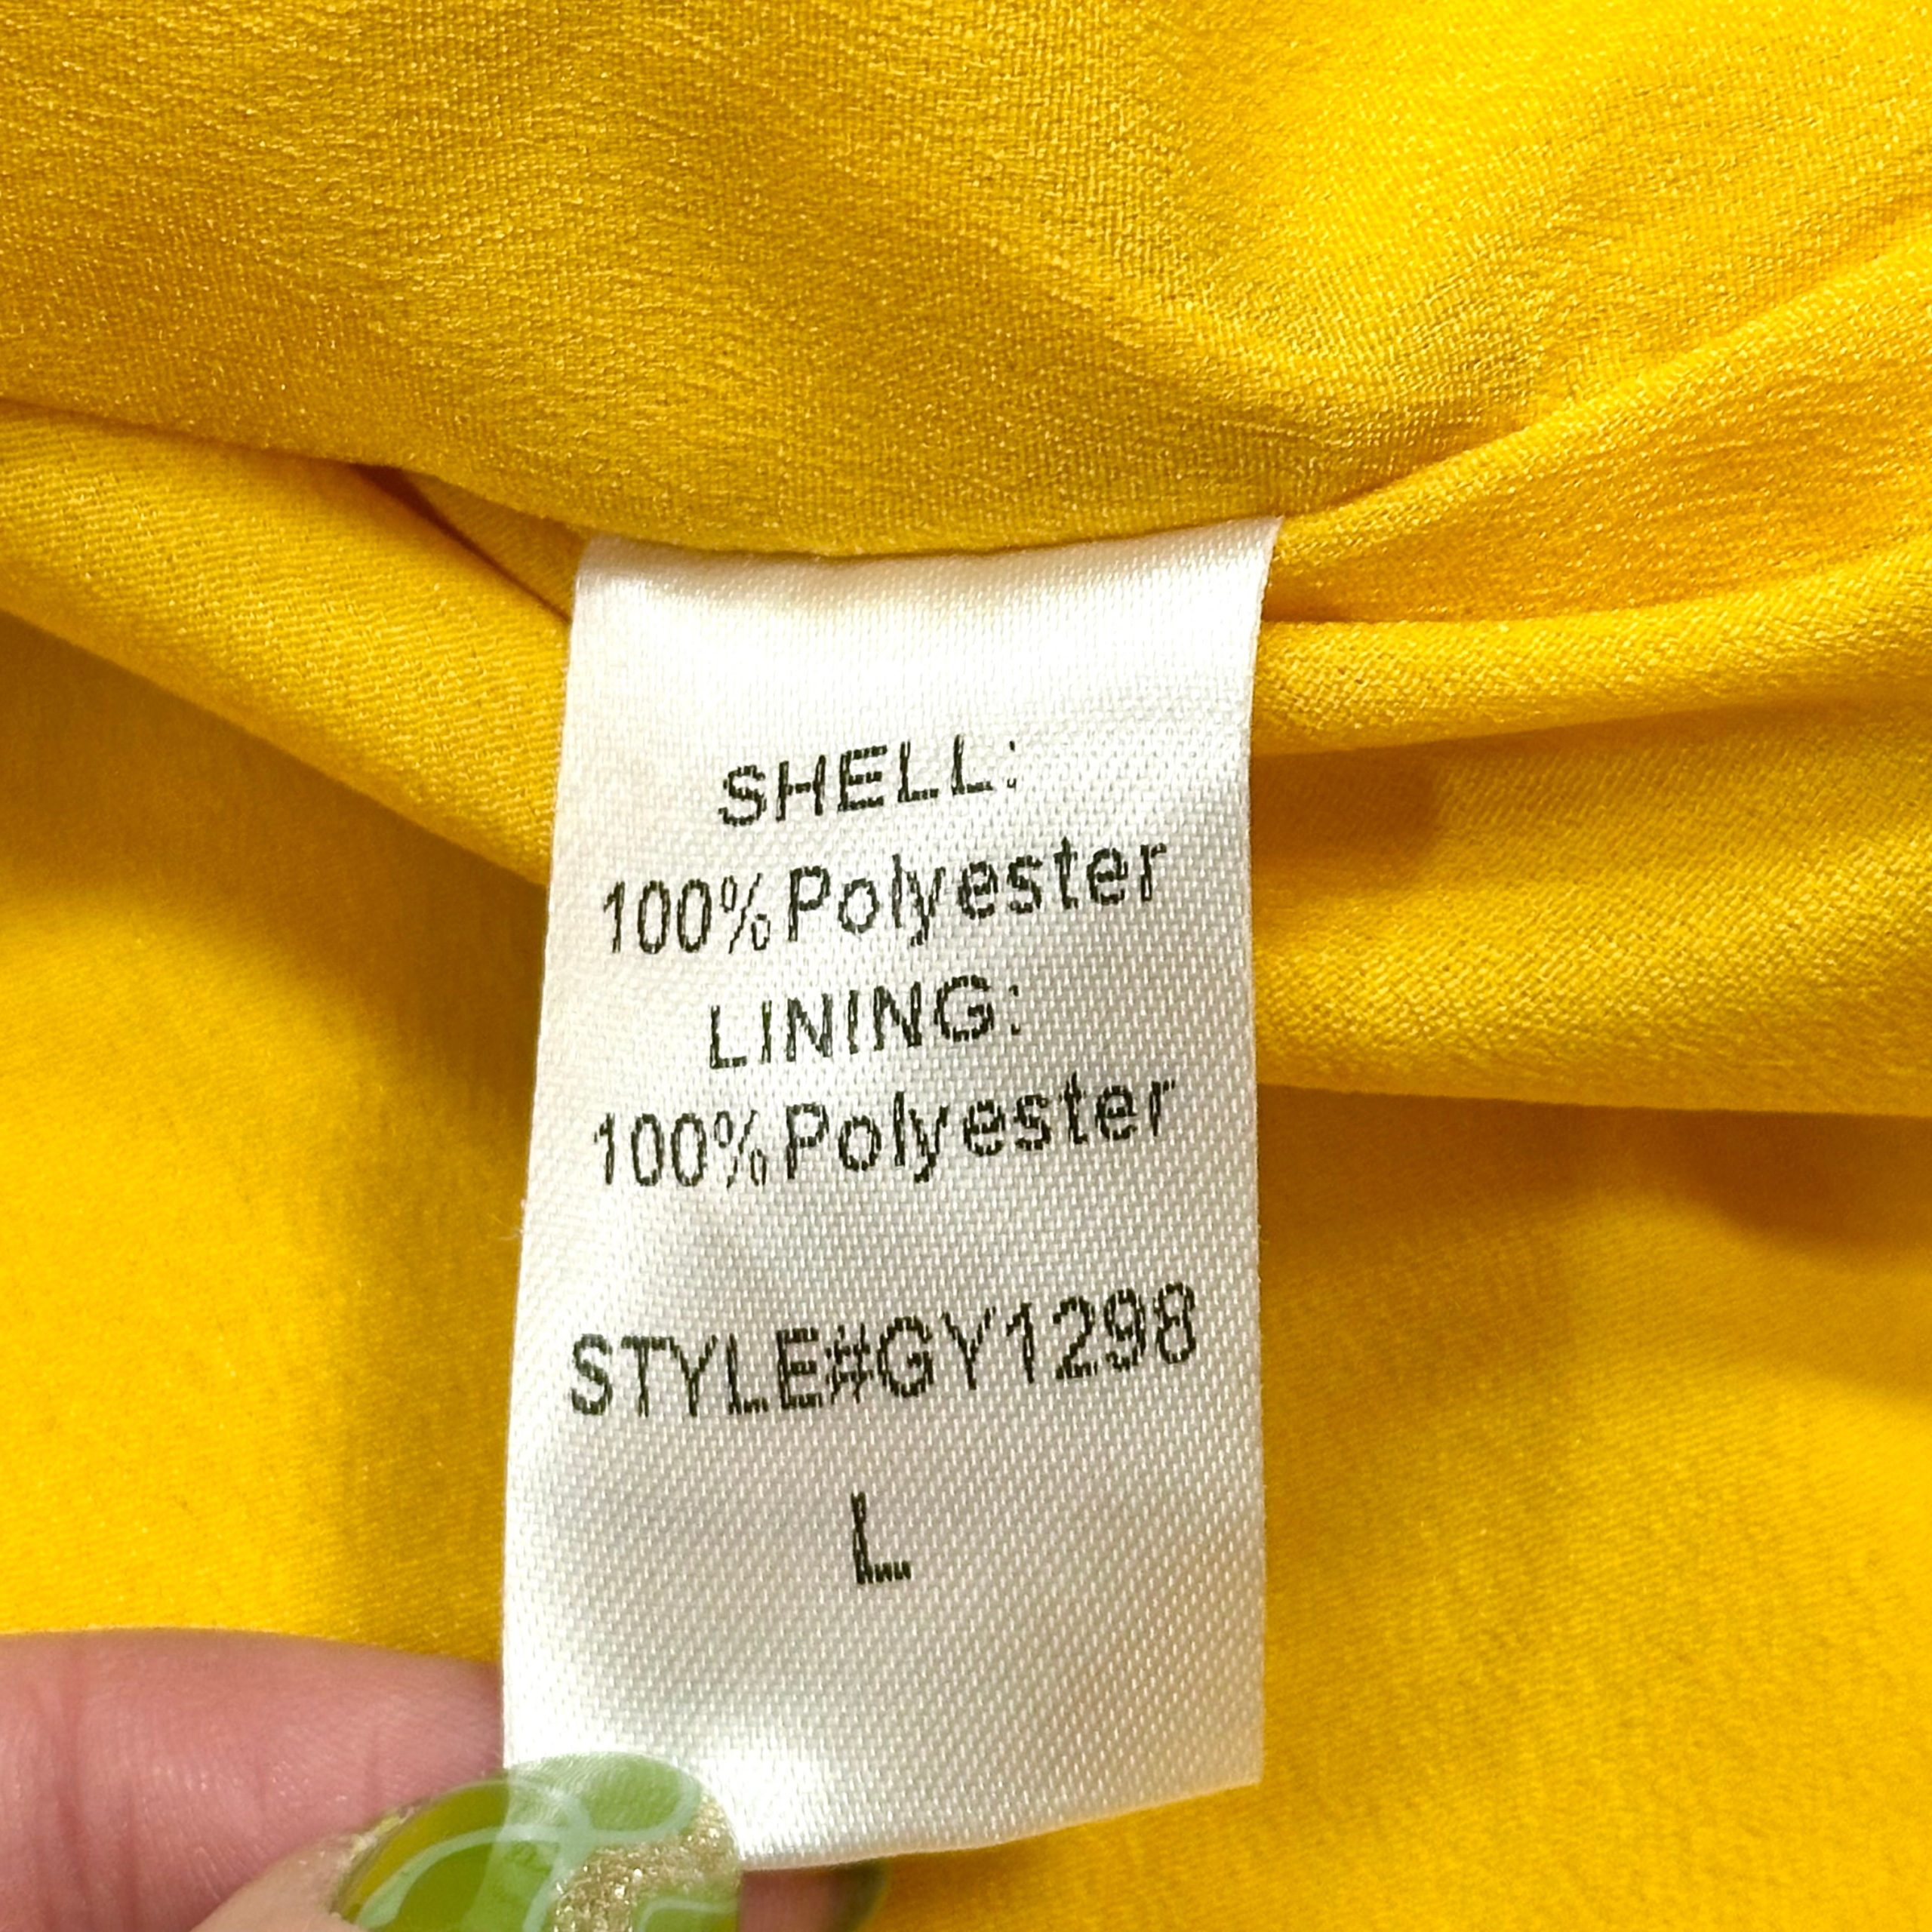 SHELL:
100% Polyester
LINING:
100% Polyester
STYLE#GY1298
L